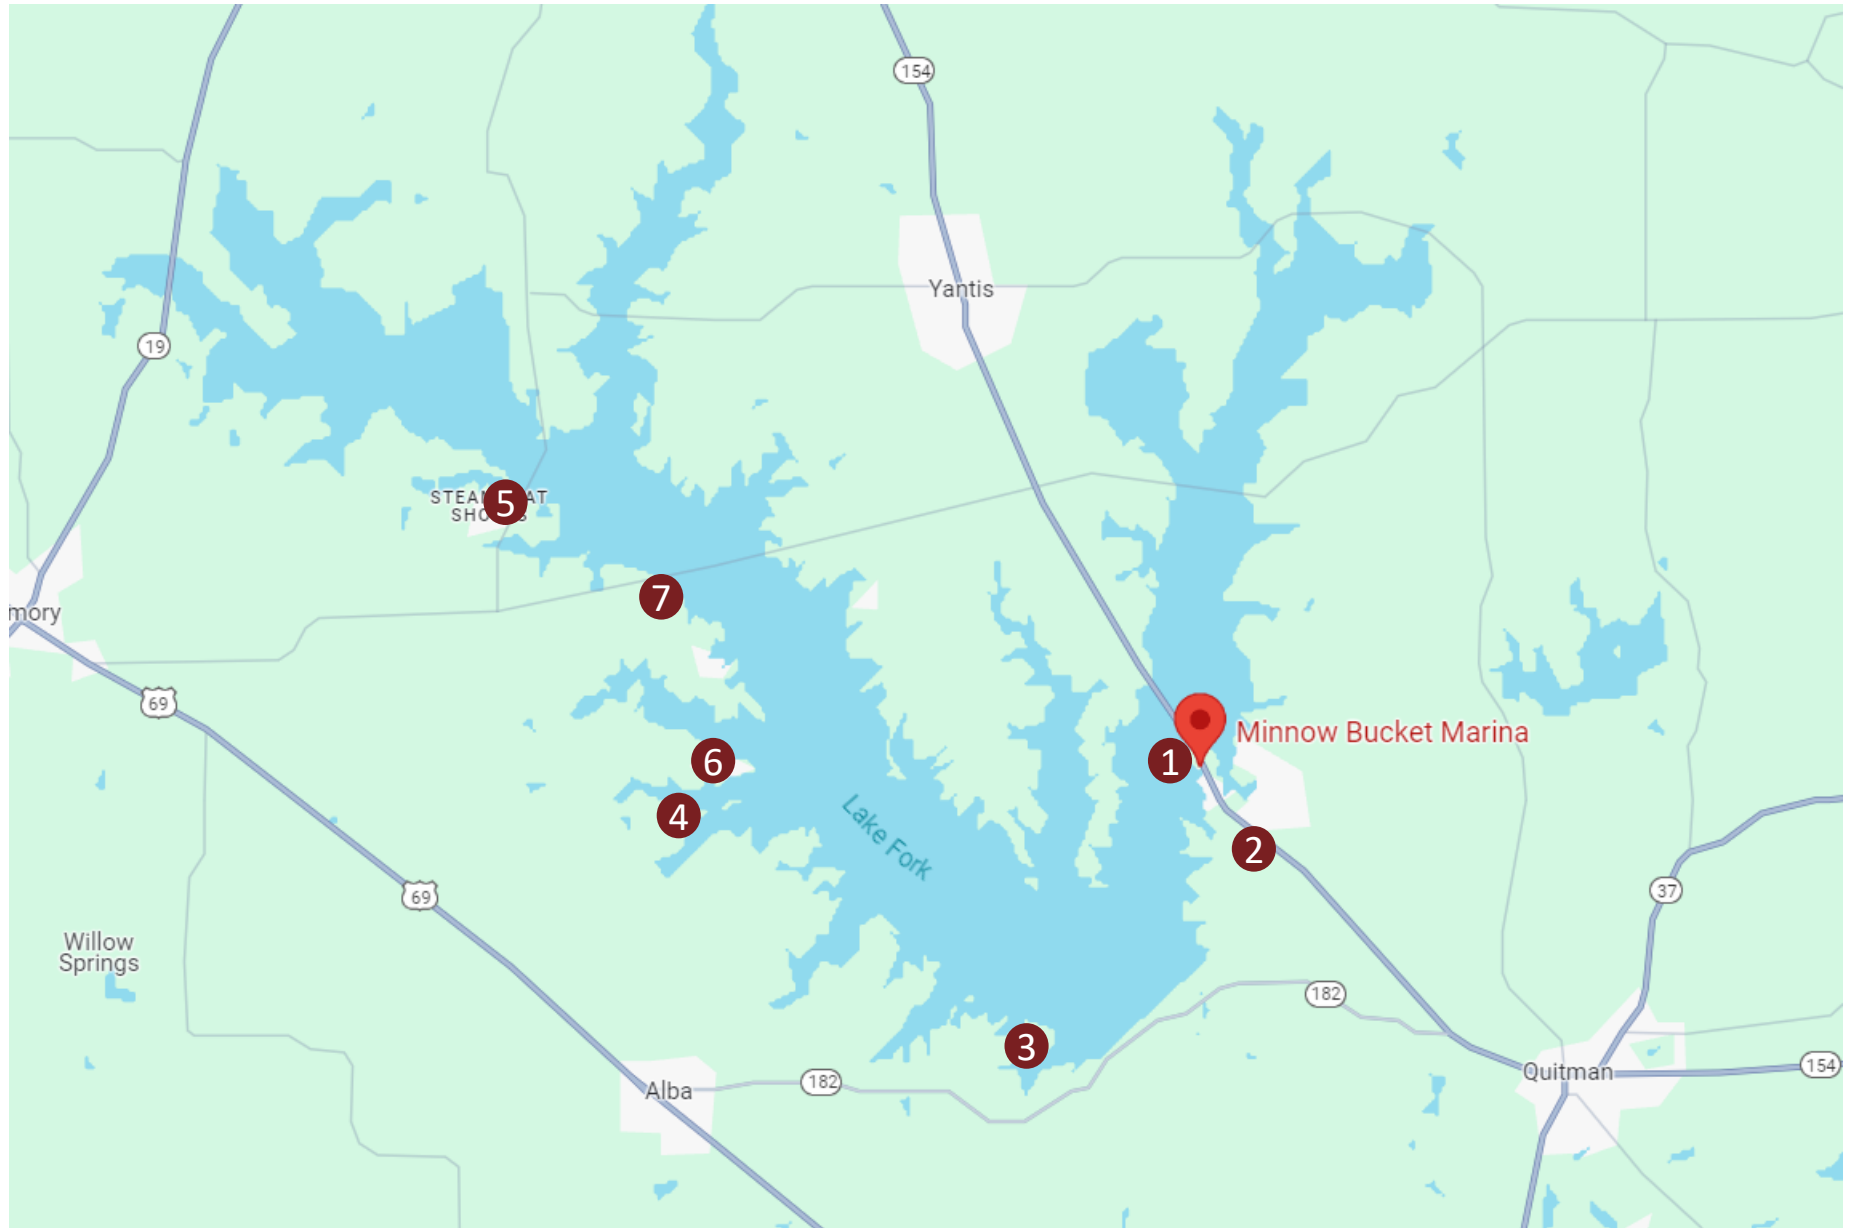 154
Yantis
19
STEA AT
SHO S
5
7
mory
69
Minnow Bucket Marina
6
1
4
Lake Fork
2
69
37
Willow
Springs
182
3
154
Quitman
182
Alba